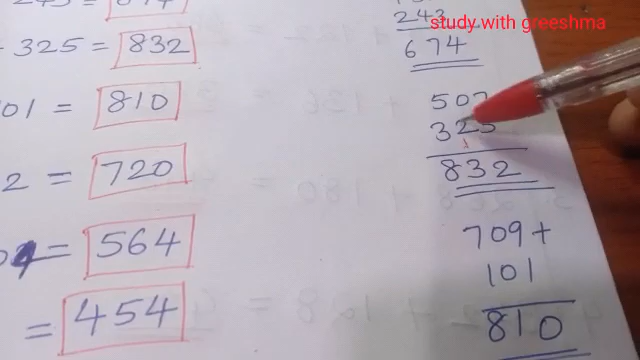 study with greeshma
243
674
325 = 832
507
325
1
832
01 = 810
2 = 720
709+
101
810
= 564
= 454